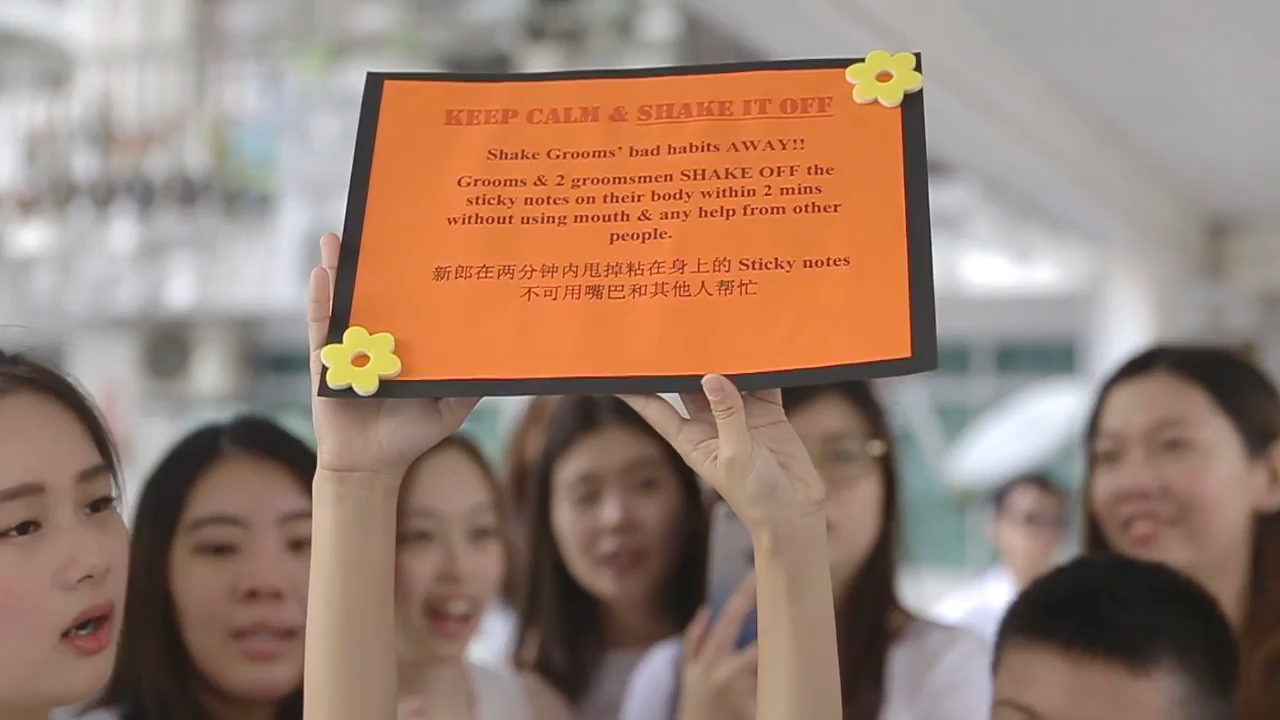 KEEP CALM & SHAKE IT OFF
Shake Grooms' bad habits AWAY!!
Grooms & 2 groomsmen SHAKE OFF the
sticky notes on their body within 2 mins
without using mouth & any help from other
people.
新郎在两分钟内甩掉粘在身上的 Sticky notes
不可用嘴巴和其他人帮忙